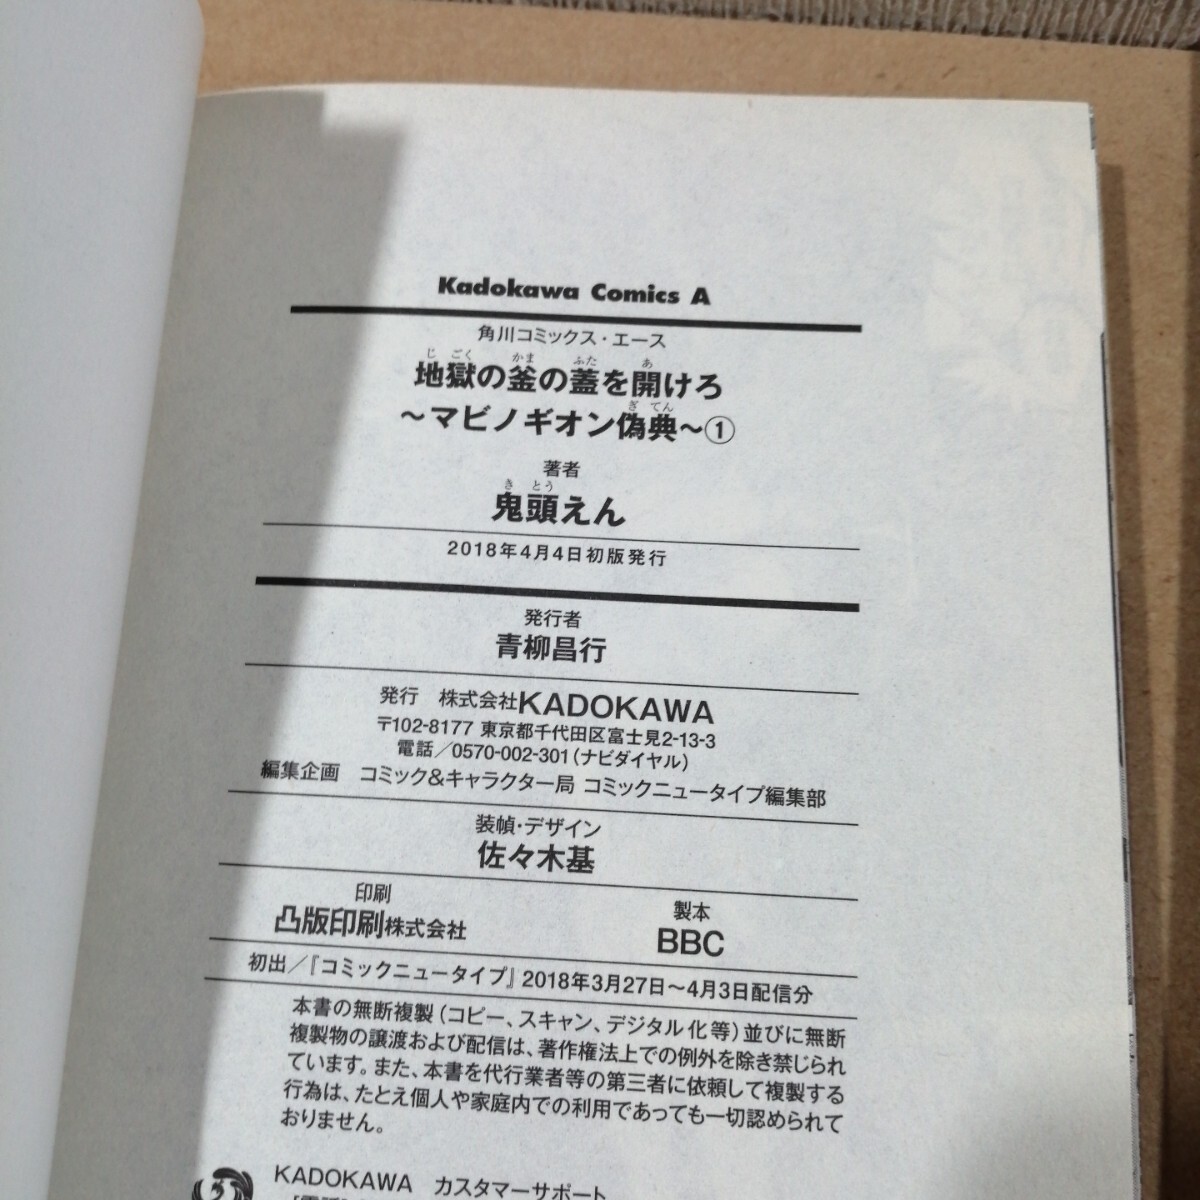 Kadokawa Comics A
角川コミックス・エース
地獄の釜の蓋を開けろ
～マビノギオン偽典～①
著者
鬼頭えん
2018年4月4日初版発行
発行者
青柳昌行
発行　株式会社KADOKAWA
〒102-8177 東京都千代田区富士見2-13-3
電話／0570-002-301（ナビダイヤル）
編集企画　コミック&キャラクター局 コミックニュータイプ編集部
装幀・デザイン
佐々木基
印刷
凸版印刷株式会社
製本
BBC
初出／『コミックニュータイプ』2018年3月27日～4月3日配信分
本書の無断複製（コピー、スキャン、デジタル化等）並びに無断
複製物の譲渡および配信は、著作権法上での例外を除き禁じられ
ています。また、本書を代行業者等の第三者に依頼して複製する
行為は、たとえ個人や家庭内での利用であっても一切認められて
おりません。
KADOKAWA　カスタマーサポート